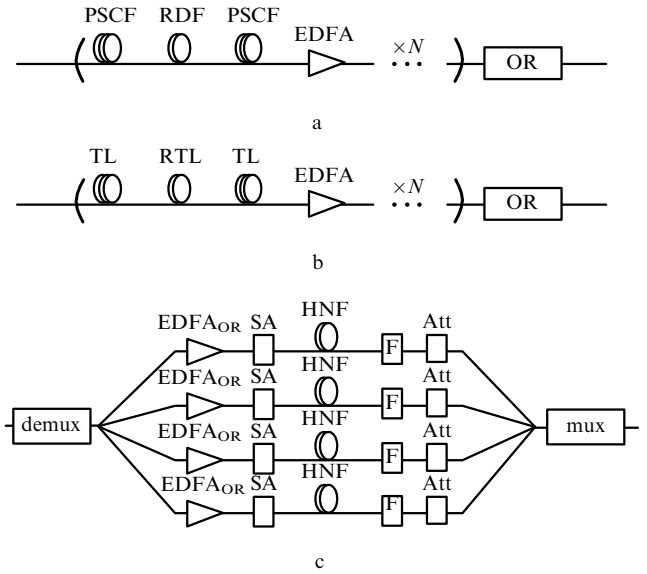 PSCF RDF PSCF
EDFA
×N
...
OR
a
TL RTL TL
EDFA
×N
...
OR
b
HNF
EDFA_OR SA F Att
HNF
EDFA_OR SA F Att
demux mux
HNF
EDFA_OR SA F Att
HNF
EDFA_OR SA F Att
c